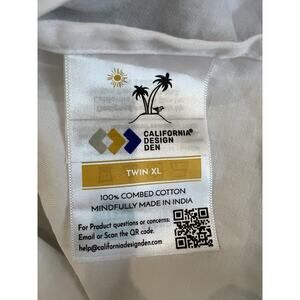 CALIFORNIA®
DESIGN
DEN
TWIN XL
100% COMBED COTTON
MINDFULLY MADE IN INDIA
For Product questions or concerns:
Email or Scan the QR code.
help@californiadesignden.com